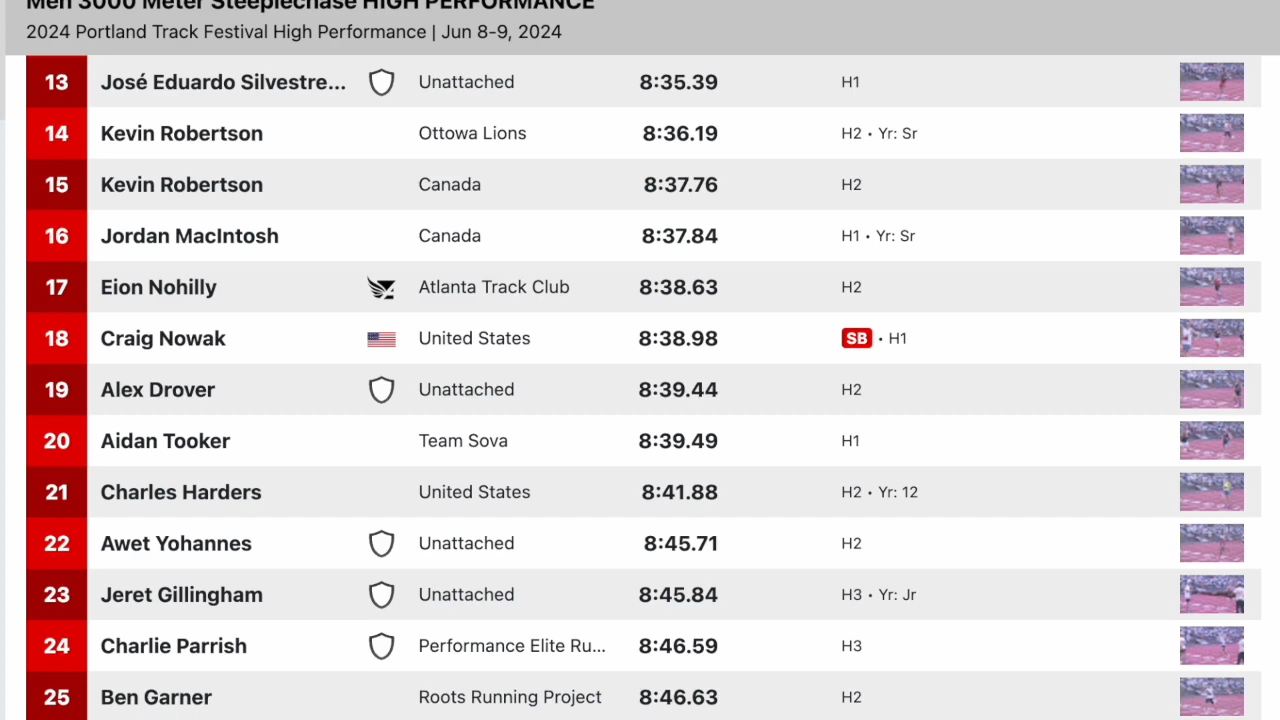 Men 3000 Meter Steeplechase HIGH PERFORMANCE
2024 Portland Track Festival High Performance | Jun 8-9, 2024
13 José Eduardo Silvestre... Unattached 8:35.39 H1
14 Kevin Robertson Ottowa Lions 8:36.19 H2 • Yr: Sr
15 Kevin Robertson Canada 8:37.76 H2
16 Jordan MacIntosh Canada 8:37.84 H1 • Yr: Sr
17 Eion Nohilly Atlanta Track Club 8:38.63 H2
18 Craig Nowak United States 8:38.98 SB • H1
19 Alex Drover Unattached 8:39.44 H2
20 Aidan Tooker Team Sova 8:39.49 H1
21 Charles Harders United States 8:41.88 H2 • Yr: 12
22 Awet Yohannes Unattached 8:45.71 H2
23 Jeret Gillingham Unattached 8:45.84 H3 • Yr: Jr
24 Charlie Parrish Performance Elite Ru... 8:46.59 H3
25 Ben Garner Roots Running Project 8:46.63 H2